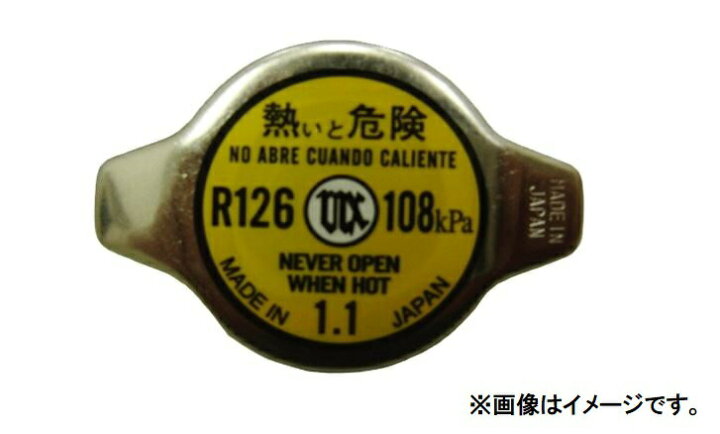 熱いと危険
NO ABRE CUANDO CALIENTE
R126
108kPa
NEVER OPEN
WHEN HOT
MADE IN
1.1
JAPAN
MADE IN
JAPAN
※画像はイメージです。